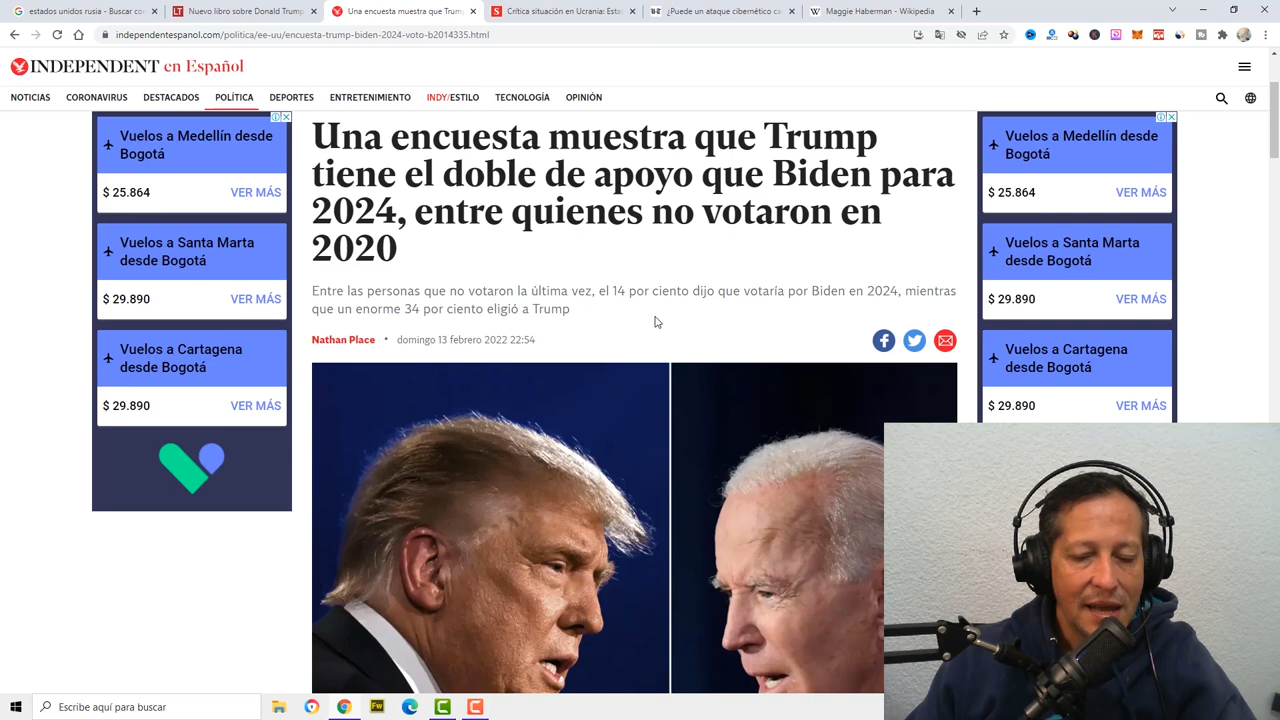 estados unidos rusia - Buscar co
Nuevo libro sobre Donald Trump
Una encuesta muestra que Trum
Crítica situación en Ucrania: Esta
¿Puede un ataque cibernético ca
Maggie Haberman - Wikipedia
independentespanol.com/politica/ee-uu/encuesta-trump-biden-2024-voto-b2014335.html
INDEPENDENT en Español
NOTICIAS CORONAVIRUS DESTACADOS POLÍTICA DEPORTES ENTRETENIMIENTO INDY/ESTILO TECNOLOGÍA OPINIÓN
Vuelos a Medellín desde
Bogotá
$ 25.864 VER MÁS
Vuelos a Santa Marta
desde Bogotá
$ 29.890 VER MÁS
Vuelos a Cartagena
desde Bogotá
$ 29.890 VER MÁS
Una encuesta muestra que Trump
tiene el doble de apoyo que Biden para
2024, entre quienes no votaron en
2020
Entre las personas que no votaron la última vez, el 14 por ciento dijo que votaría por Biden en 2024, mientras
que un enorme 34 por ciento eligió a Trump
Nathan Place • domingo 13 febrero 2022 22:54
Vuelos a Medellín desde
Bogotá
$ 25.864 VER MÁS
Vuelos a Santa Marta
desde Bogotá
$ 29.890 VER MÁS
Vuelos a Cartagena
desde Bogotá
$ 29.890 VER MÁS
Escribe aquí para buscar
Fw